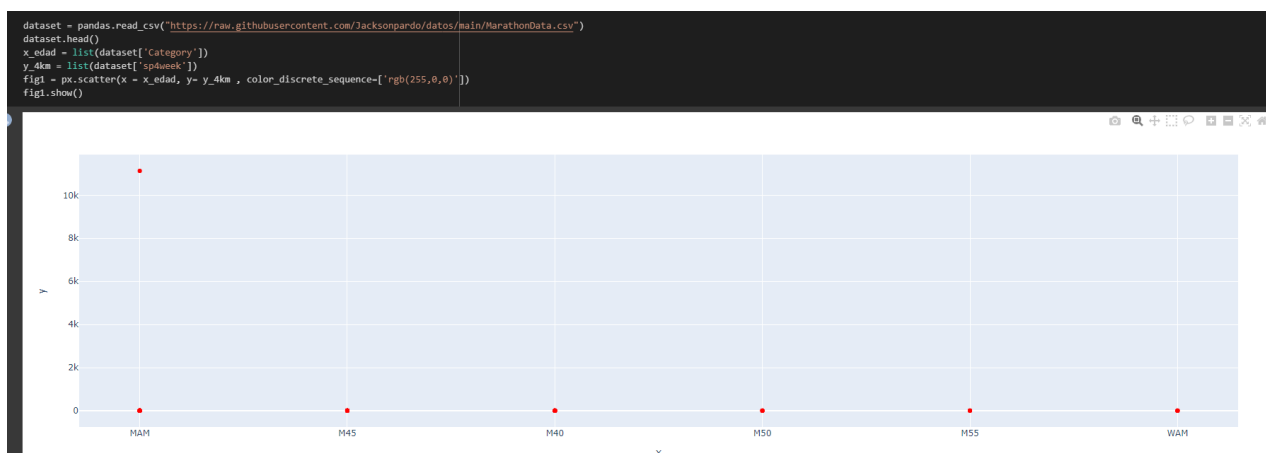 dataset = pandas.read_csv("https://raw.githubusercontent.com/Jacksonpardo/datos/main/MarathonData.csv")
dataset.head()
x_edad = list(dataset['Category'])
y_4km = list(dataset['sp4week'])
fig1 = px.scatter(x = x_edad, y= y_4km , color_discrete_sequence=['rgb(255,0,0)'])
fig1.show()
10k
8k
6k
y
4k
2k
0
MAM M45 M40 M50 M55 WAM